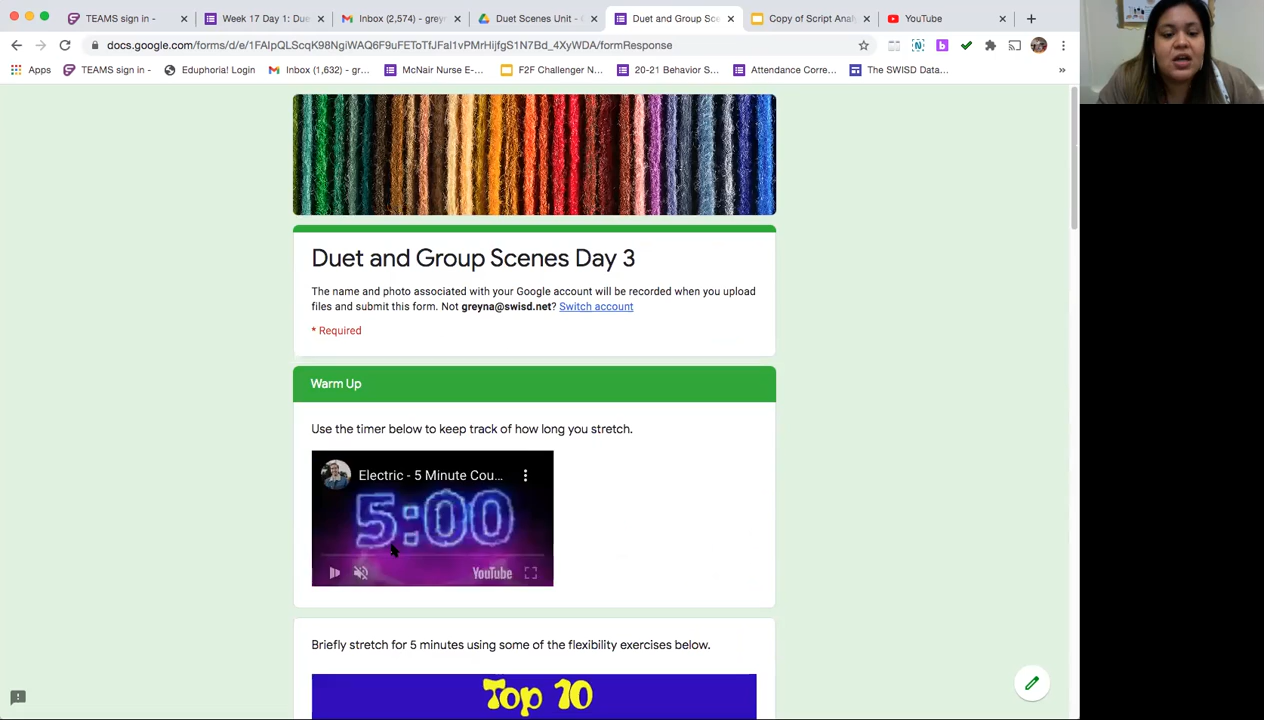 TEAMS sign in -
Week 17 Day 1: Due
Inbox (2,574) - grey
Duet Scenes Unit -
Duet and Group Sce
Copy of Script Anal
YouTube
docs.google.com/forms/d/e/1FAIpQLScqK98NgiWAQ6F9uFEToTfJFaI1vPMrHijfgS1N7Bd_4XyWDA/formResponse
Apps
TEAMS sign in -
Eduphoria! Login
Inbox (1,632) - gr...
McNair Nurse E-...
F2F Challenger N...
20-21 Behavior S...
Attendance Corre...
The SWISD Data...
Duet and Group Scenes Day 3
The name and photo associated with your Google account will be recorded when you upload
files and submit this form. Not greyna@swisd.net? Switch account
* Required
Warm Up
Use the timer below to keep track of how long you stretch.
Electric - 5 Minute Cou...
5:00
YouTube
Briefly stretch for 5 minutes using some of the flexibility exercises below.
Top 10